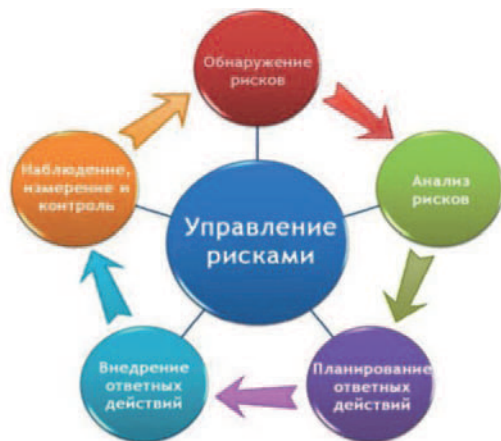 Обнаружение
рисков
Анализ
рисков
Планирование
ответных
действий
Внедрение
ответных
действий
Наблюдение,
измерение и
контроль
Управление
рисками